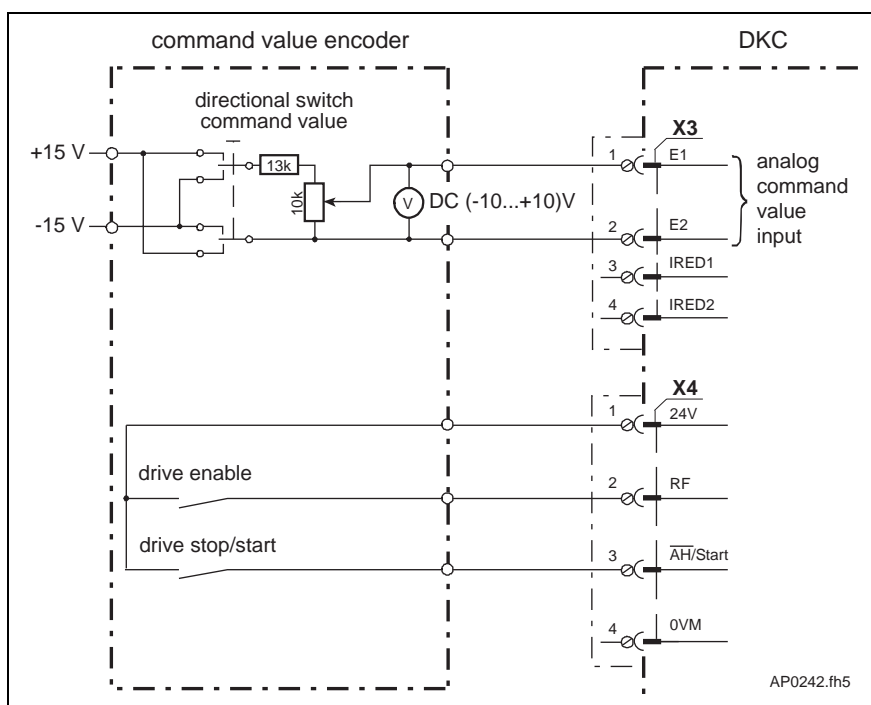 command value encoder
DKC
directional switch
command value
+15 V
-15 V
13k
10k
V
DC (-10...+10)V
X3
1
E1
2
E2
3
IRED1
4
IRED2
analog
command
value
input
X4
1
24V
drive enable
2
RF
drive stop/start
3
A̅H̅/Start
4
0VM
AP0242.fh5